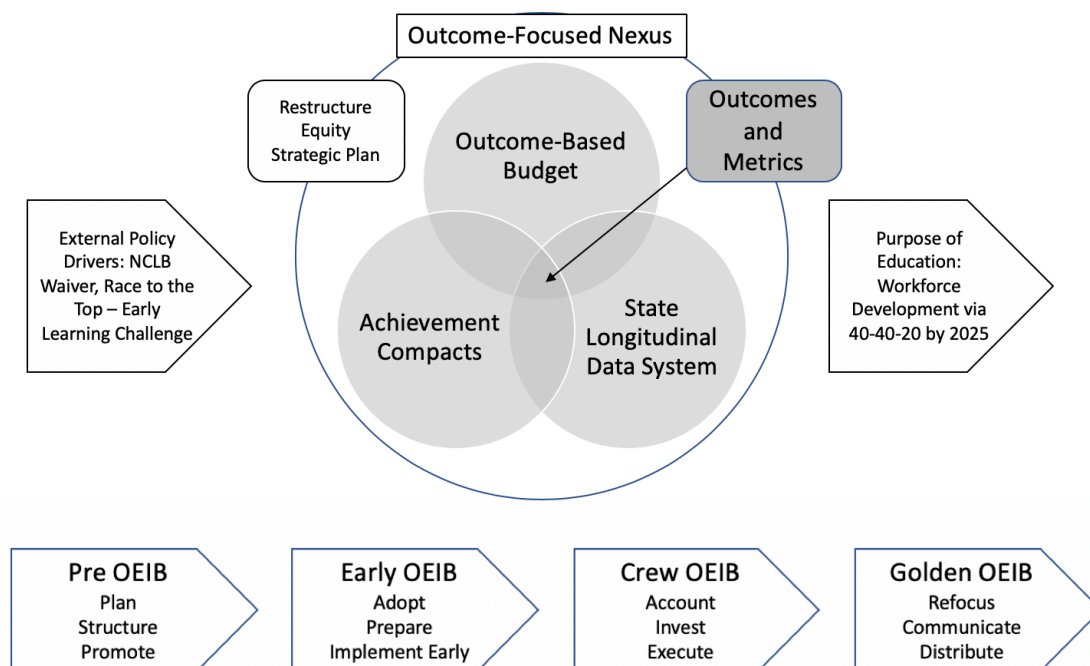 Outcome-Focused Nexus
Restructure
Equity
Strategic Plan
Outcomes
and
Metrics
Outcome-Based
Budget
External Policy
Drivers: NCLB
Waiver, Race to the
Top – Early
Learning Challenge
Achievement
Compacts
State
Longitudinal
Data System
Purpose of
Education:
Workforce
Development via
40-40-20 by 2025
Pre OEIB
Plan
Structure
Promote
Early OEIB
Adopt
Prepare
Implement Early
Crew OEIB
Account
Invest
Execute
Golden OEIB
Refocus
Communicate
Distribute